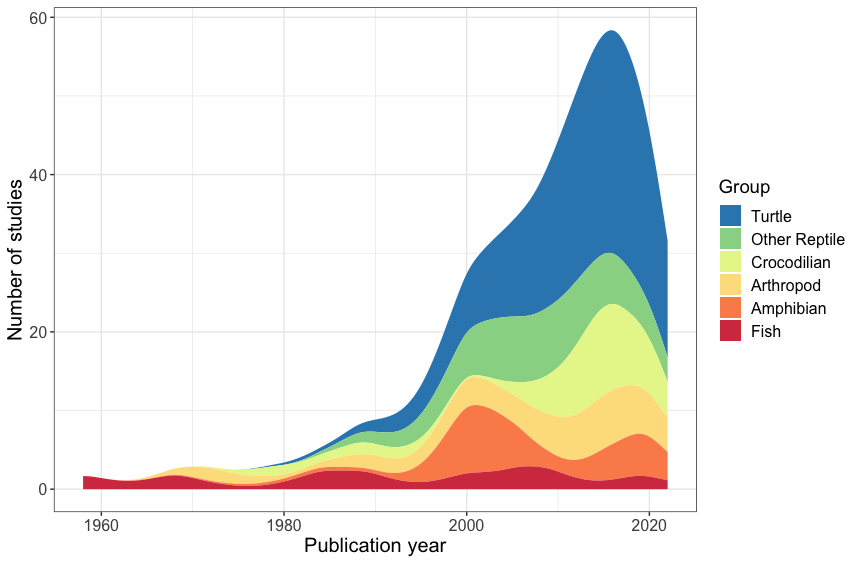 60
40
20
0
Number of studies
1960
1980
2000
2020
Publication year
Group
Turtle
Other Reptile
Crocodilian
Arthropod
Amphibian
Fish